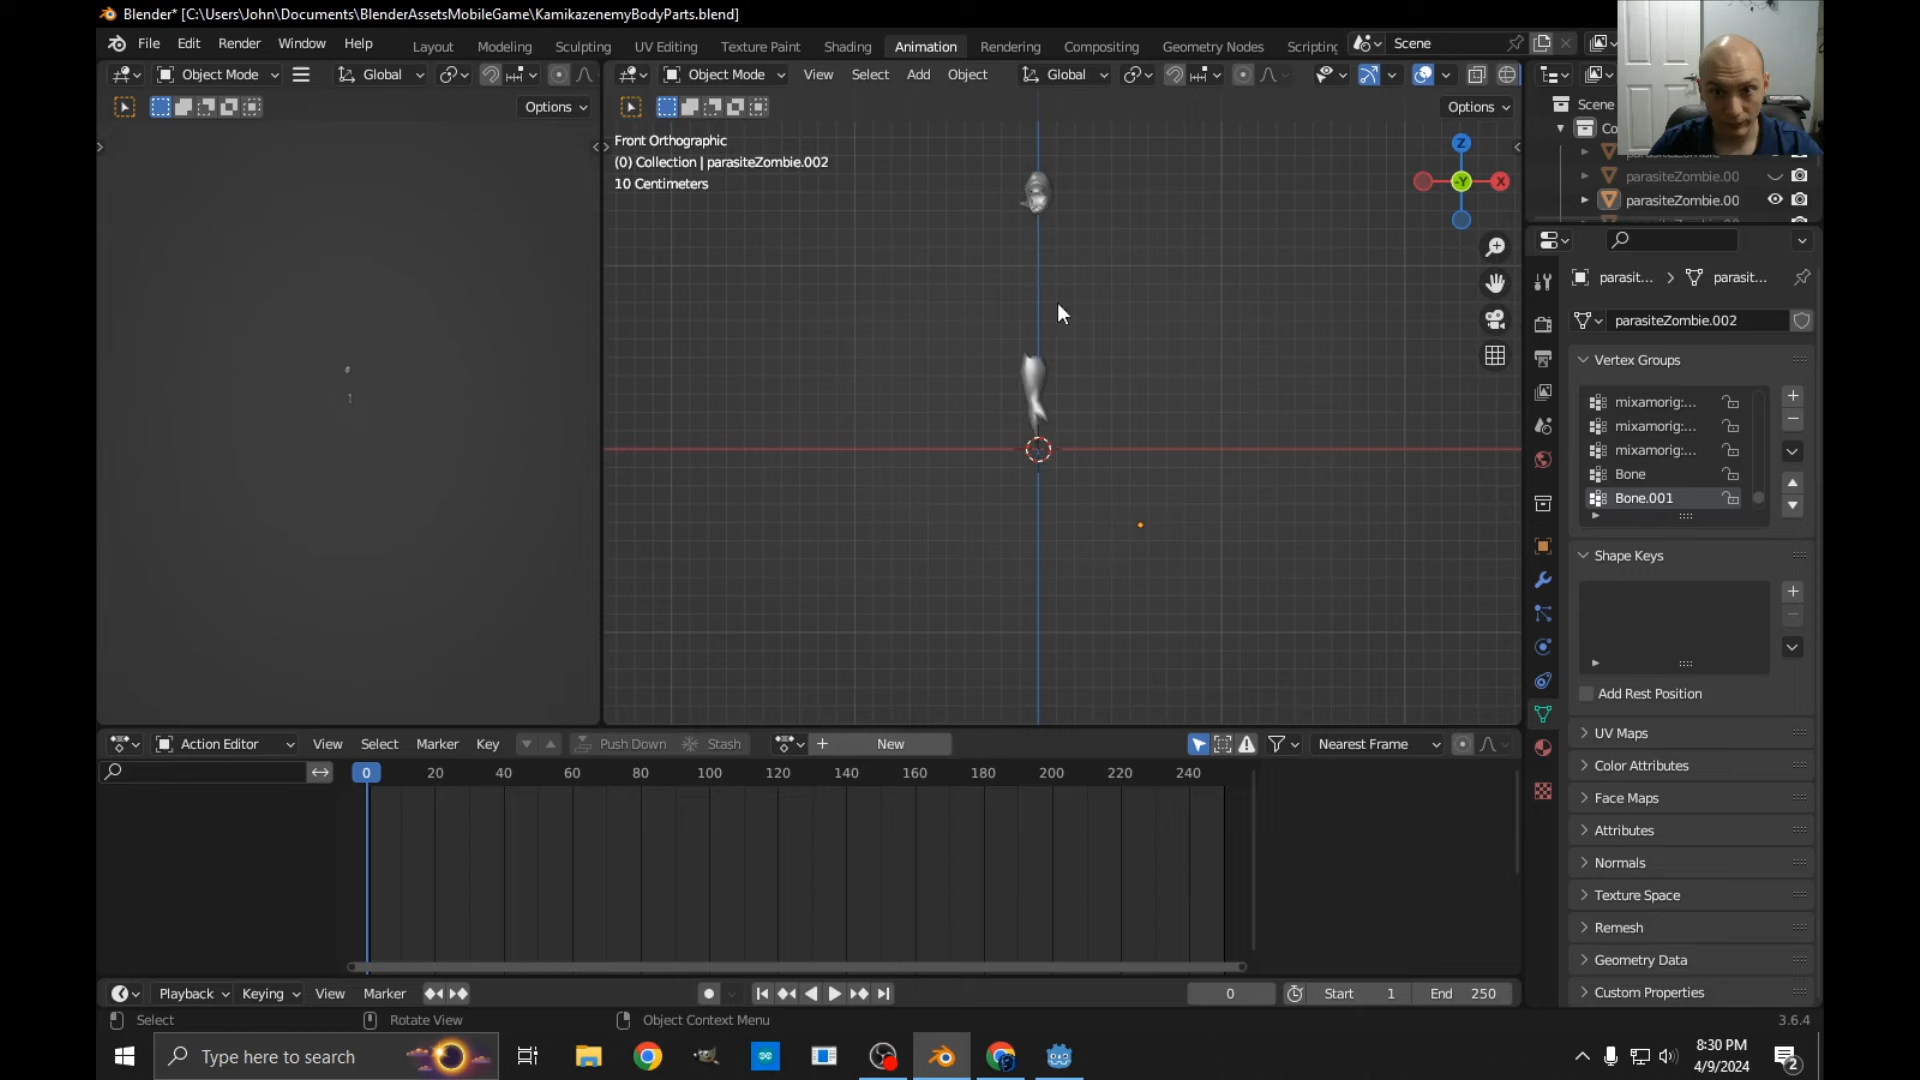 Blender* [C:\Users\John\Documents\BlenderAssetsMobileGame\KamikazenemyBodyParts.blend]
File Edit Render Window Help Layout Modeling Sculpting UV Editing Texture Paint Shading Animation Rendering Compositing Geometry Nodes Scripting Scene
Object Mode Global Object Mode View Select Add Object Global
Options Options
Scene
Co
Front Orthographic
(0) Collection | parasiteZombie.002
10 Centimeters
Z
-Y
X
parasiteZombie.00
parasiteZombie.00
parasit... parasit...
parasiteZombie.002
Vertex Groups
mixamorig:...
mixamorig:...
mixamorig:...
Bone
Bone.001
Shape Keys
Add Rest Position
UV Maps
Color Attributes
Face Maps
Attributes
Normals
Texture Space
Remesh
Geometry Data
Custom Properties
Action Editor View Select Marker Key Push Down Stash New Nearest Frame
0 20 40 60 80 100 120 140 160 180 200 220 240
Playback Keying View Marker 0 Start 1 End 250
Select Rotate View Object Context Menu 3.6.4
Type here to search
8:30 PM
4/9/2024
2